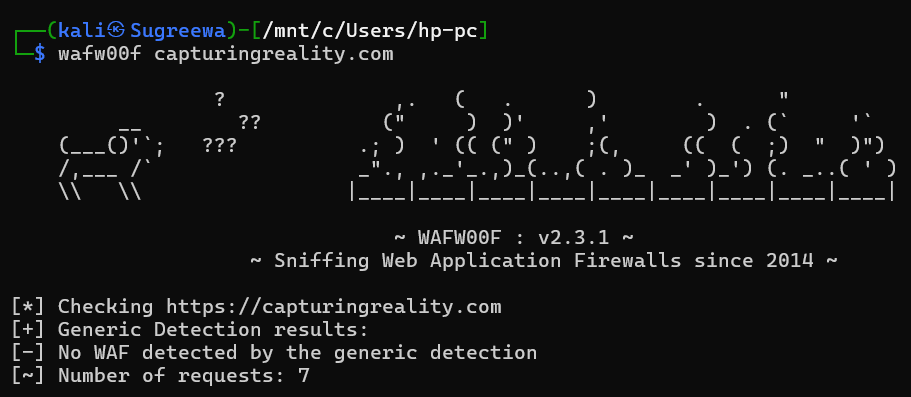 ┌──(kali㉿Sugreewa)-[/mnt/c/Users/hp-pc]
└─$ wafw00f capturingreality.com
                 ?              ,.   (   .      )        .      "
         __        ??          ("     )  )'     ,'        )  . (`     '`
    (___()'`;   ???          .; )  ' (( (" )    ;(,     ((  (  ;)  "  )")
    /,___ /`                 _"., ,._'_.,)_(..,( . )_  _' )_') (. _..( ' )
    \\   \\                 |____|____|____|____|____|____|____|____|____|
~ WAFW00F : v2.3.1 ~
~ Sniffing Web Application Firewalls since 2014 ~
[*] Checking https://capturingreality.com
[+] Generic Detection results:
[-] No WAF detected by the generic detection
[~] Number of requests: 7